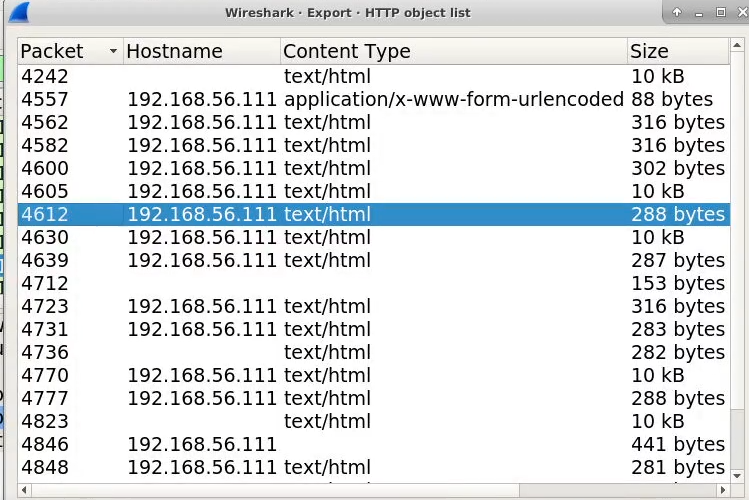 Wireshark · Export · HTTP object list
Packet Hostname Content Type Size
4242 text/html 10 kB
4557 192.168.56.111 application/x-www-form-urlencoded 88 bytes
4562 192.168.56.111 text/html 316 bytes
4582 192.168.56.111 text/html 316 bytes
4600 192.168.56.111 text/html 302 bytes
4605 192.168.56.111 text/html 10 kB
4612 192.168.56.111 text/html 288 bytes
4630 192.168.56.111 text/html 10 kB
4639 192.168.56.111 text/html 287 bytes
4712 153 bytes
4723 192.168.56.111 text/html 316 bytes
4731 192.168.56.111 text/html 283 bytes
4736 text/html 282 bytes
4770 192.168.56.111 text/html 10 kB
4777 192.168.56.111 text/html 288 bytes
4823 text/html 10 kB
4846 192.168.56.111 441 bytes
4848 192.168.56.111 text/html 281 bytes